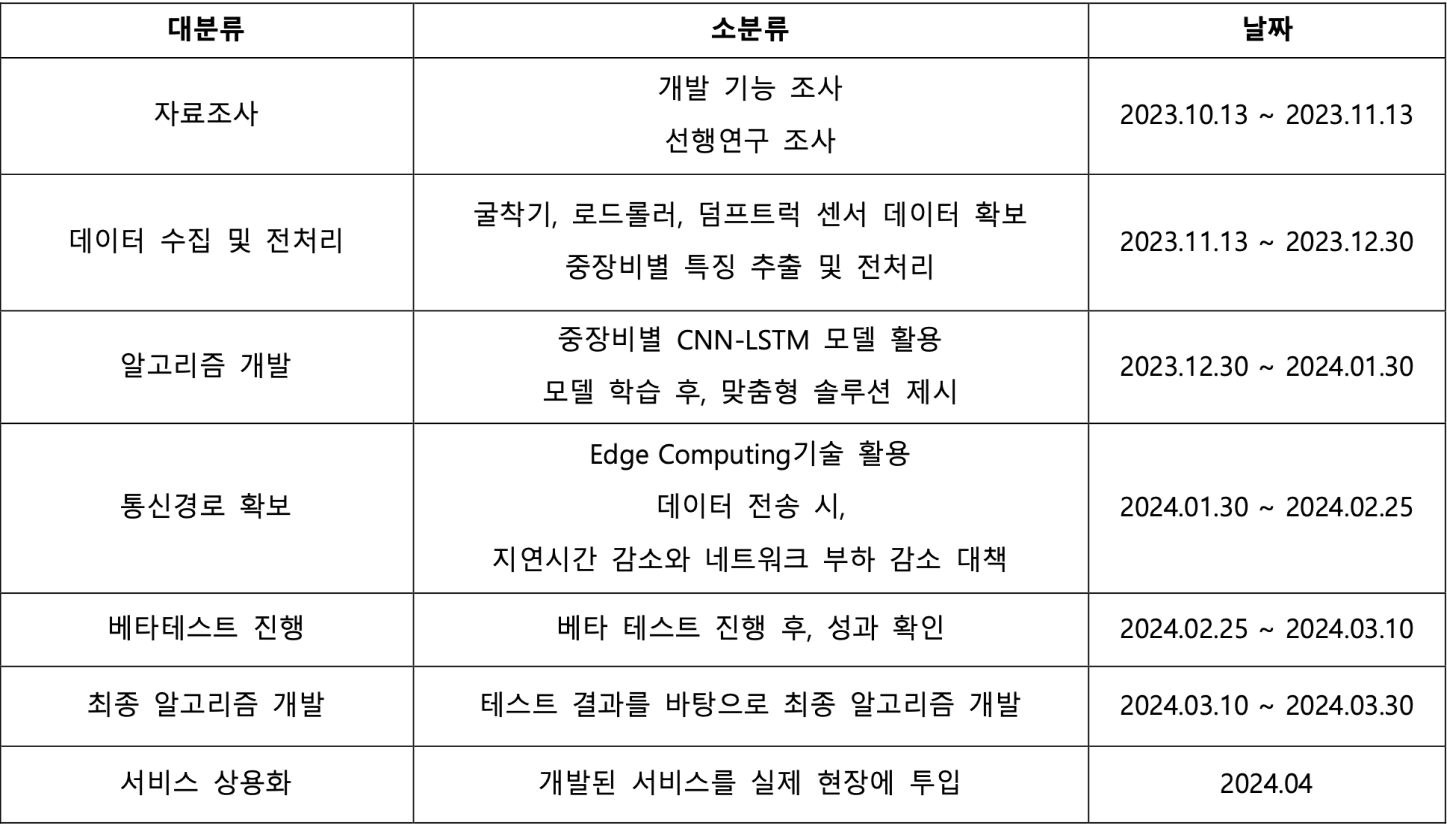 대분류 소분류 날짜
자료조사
개발 기능 조사
선행연구 조사
2023.10.13 ~ 2023.11.13
데이터 수집 및 전처리
굴착기, 로드롤러, 덤프트럭 센서 데이터 확보
중장비별 특징 추출 및 전처리
2023.11.13 ~ 2023.12.30
알고리즘 개발
중장비별 CNN-LSTM 모델 활용
모델 학습 후, 맞춤형 솔루션 제시
2023.12.30 ~ 2024.01.30
통신경로 확보
Edge Computing기술 활용
데이터 전송 시,
지연시간 감소와 네트워크 부하 감소 대책
2024.01.30 ~ 2024.02.25
베타테스트 진행
베타 테스트 진행 후, 성과 확인
2024.02.25 ~ 2024.03.10
최종 알고리즘 개발
테스트 결과를 바탕으로 최종 알고리즘 개발
2024.03.10 ~ 2024.03.30
서비스 상용화
개발된 서비스를 실제 현장에 투입
2024.04